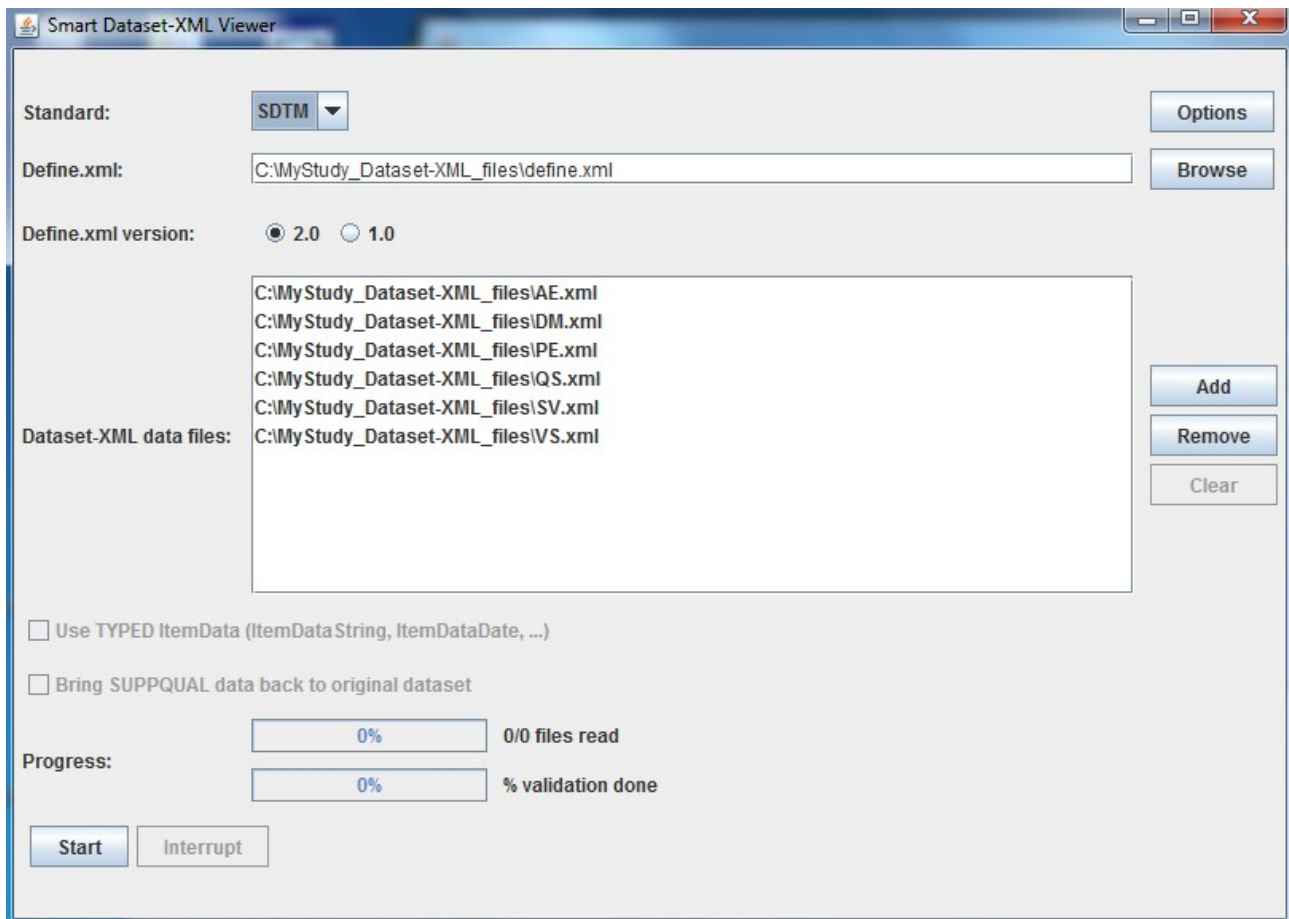 Smart Dataset-XML Viewer
Standard: SDTM Options
Define.xml: C:\MyStudy_Dataset-XML_files\define.xml Browse
Define.xml version: 2.0 1.0
C:\MyStudy_Dataset-XML_files\AE.xml
C:\MyStudy_Dataset-XML_files\DM.xml
C:\MyStudy_Dataset-XML_files\PE.xml
C:\MyStudy_Dataset-XML_files\QS.xml
Add
C:\MyStudy_Dataset-XML_files\SV.xml
Dataset-XML data files: C:\MyStudy_Dataset-XML_files\VS.xml Remove
Clear
Use TYPED ItemData (ItemDataString, ItemDataDate, ...)
Bring SUPPQUAL data back to original dataset
0% 0/0 files read
Progress:
0% % validation done
Start Interrupt